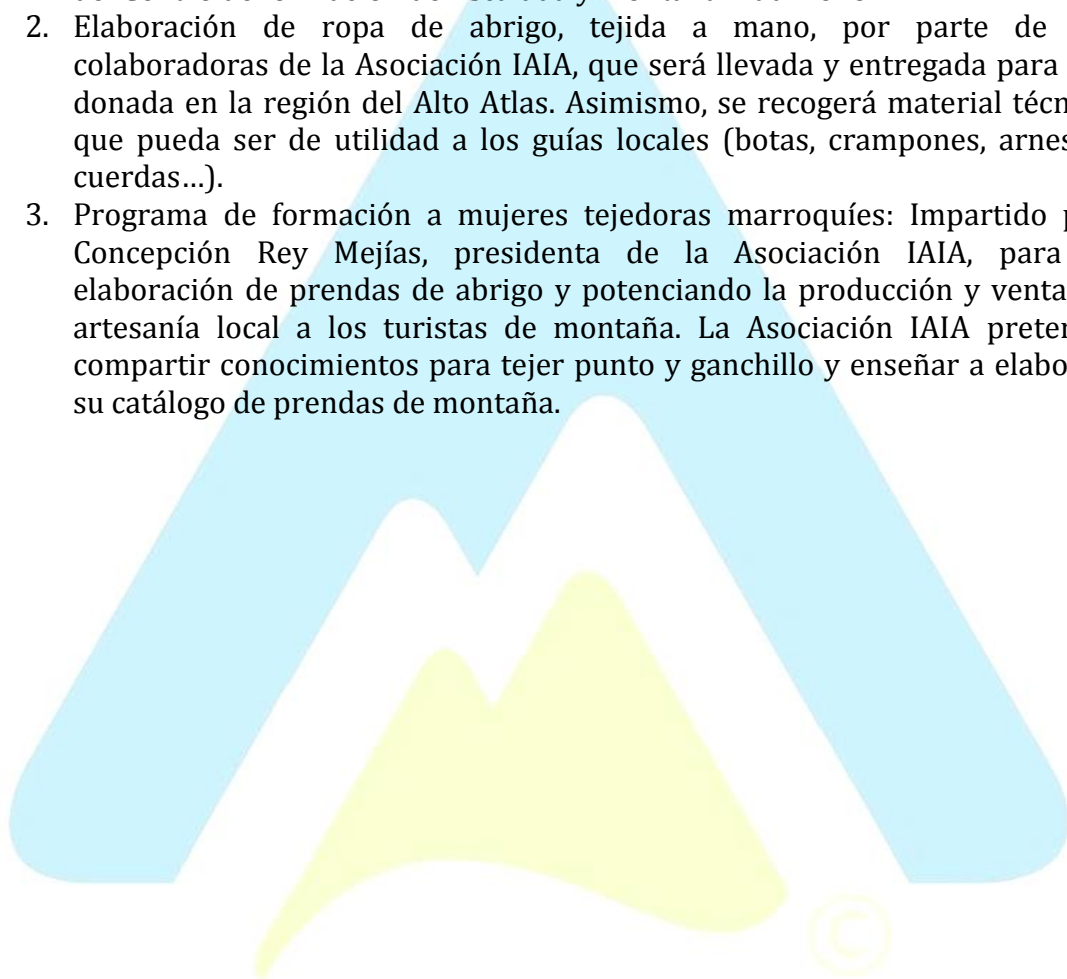 2. Elaboración de ropa de abrigo, tejida a mano, por parte de
colaboradoras de la Asociación IAIA, que será llevada y entregada para
donada en la región del Alto Atlas. Asimismo, se recogerá material
que pueda ser de utilidad a los guías locales (botas, crampones,
cuerdas…).
3. Programa de formación a mujeres tejedoras marroquíes: Impartido
Concepción Rey Mejías, presidenta de la Asociación IAIA, para
elaboración de prendas de abrigo y potenciando la producción y venta
artesanía local a los turistas de montaña. La Asociación IAIA
compartir conocimientos para tejer punto y ganchillo y enseñar a
su catálogo de prendas de montaña.
©